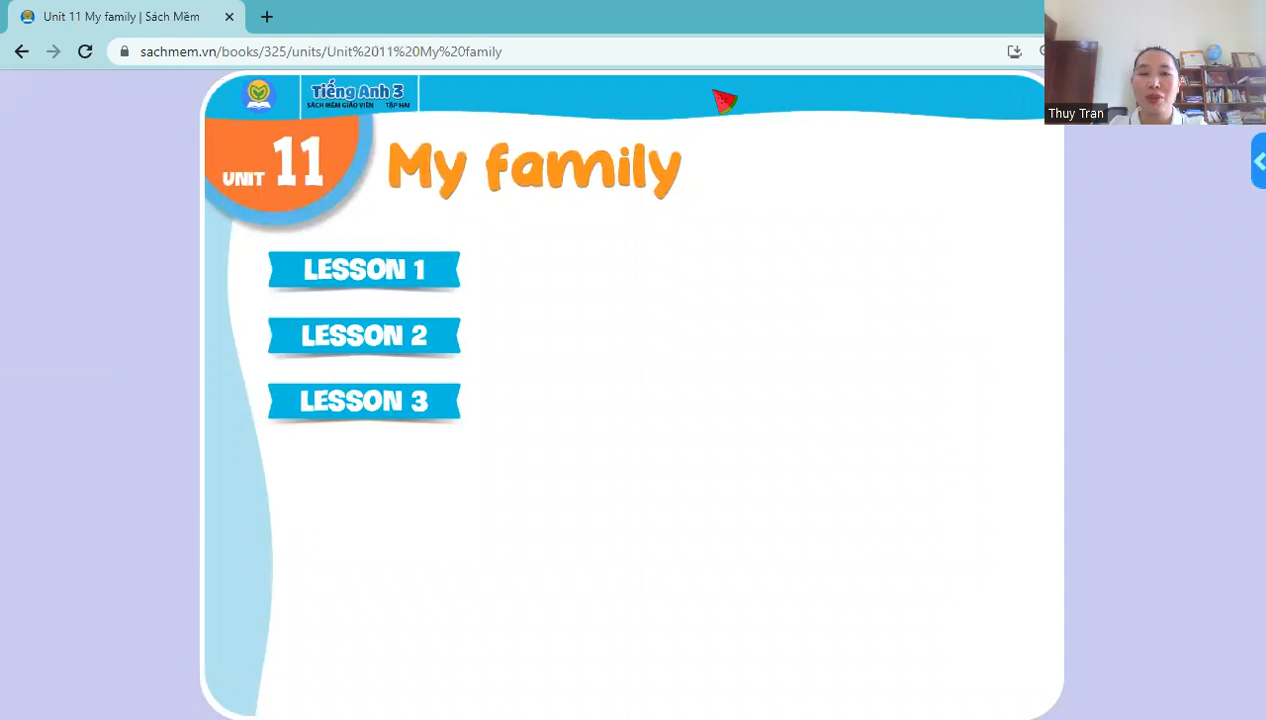 Unit 11 My family | Sách Mềm
sachmem.vn/books/325/units/Unit%2011%20My%20family
Tiếng Anh 3
SÁCH MỀM GIÁO VIÊN TẬP HAI
Thuy Tran
UNIT 11
My family
LESSON 1
LESSON 2
LESSON 3